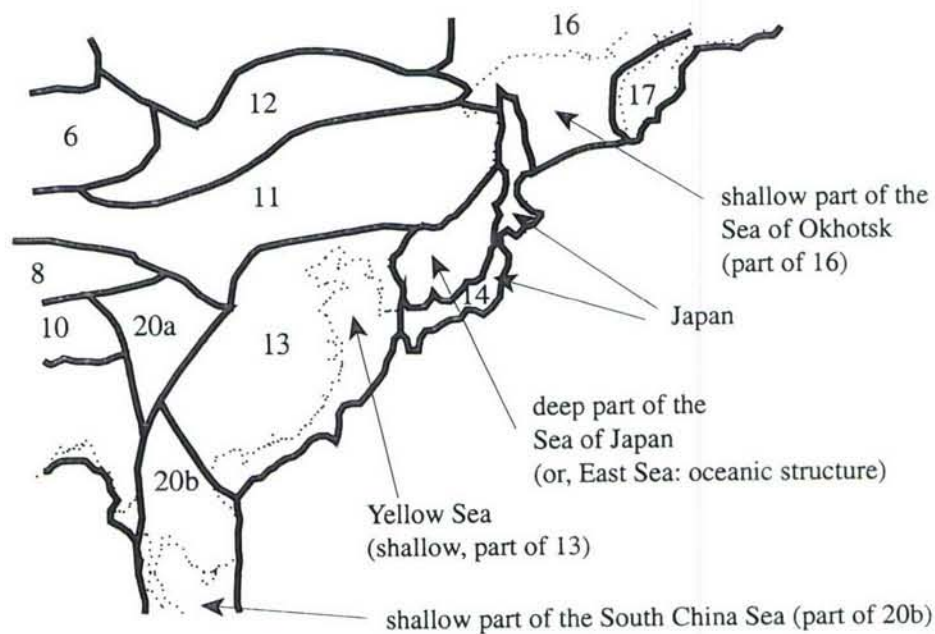 16
12
17
6
11
shallow part of the
Sea of Okhotsk
(part of 16)
8
14
Japan
10
20a
13
deep part of the
Sea of Japan
(or, East Sea: oceanic structure)
20b
Yellow Sea
(shallow, part of 13)
shallow part of the South China Sea (part of 20b)